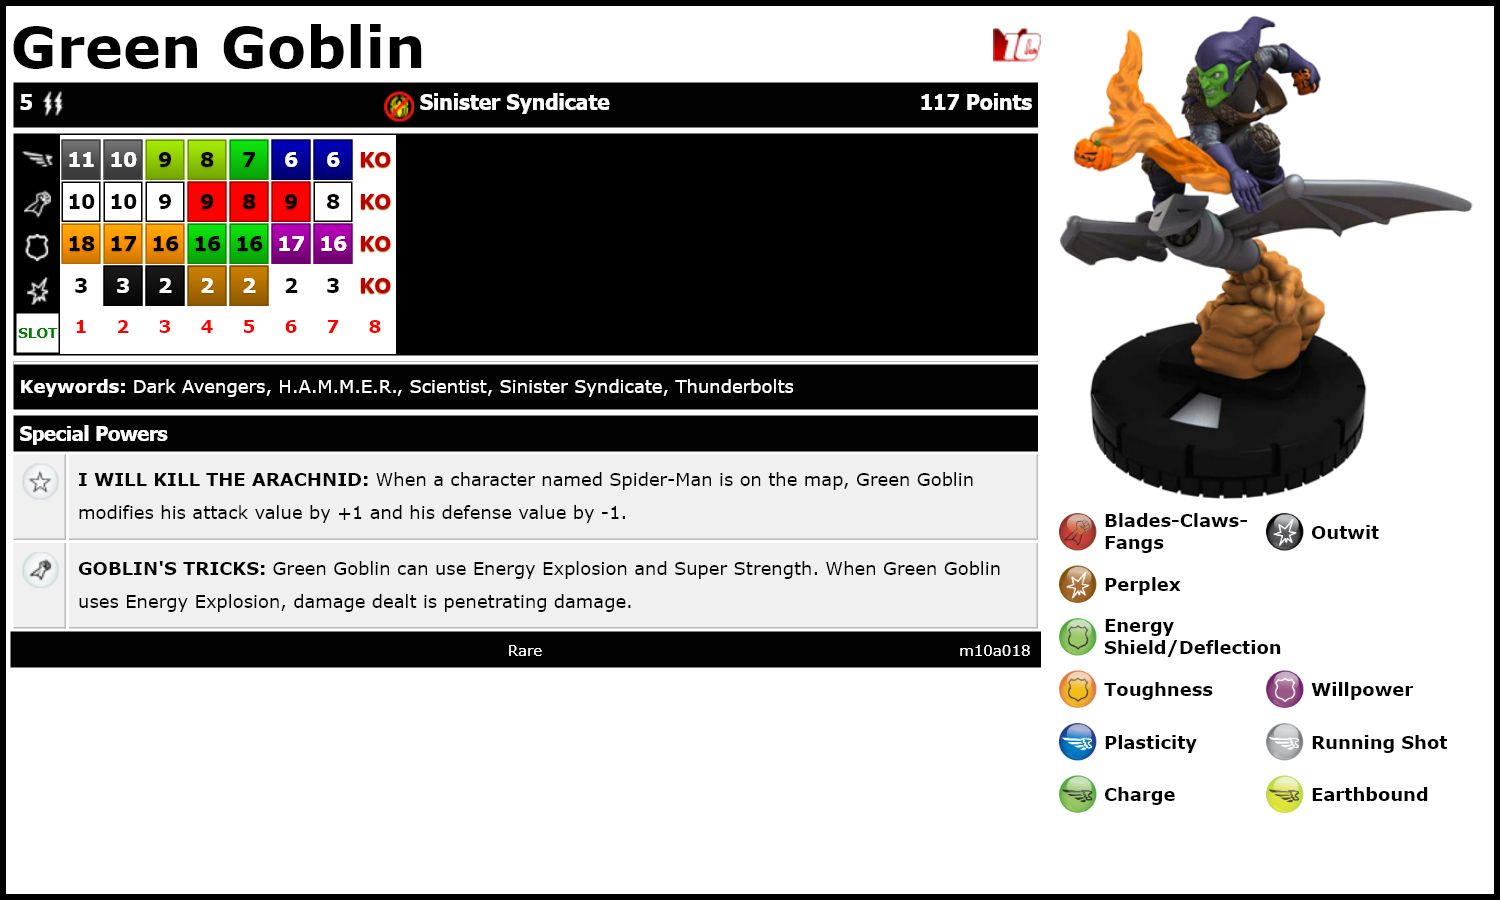 Green Goblin
10
5 Sinister Syndicate 117 Points
11 10 9 8 7 6 6 KO
10 10 9 9 8 9 8 KO
18 17 16 16 16 17 16 KO
3 3 2 2 2 2 3 KO
SLOT 1 2 3 4 5 6 7 8
Keywords: Dark Avengers, H.A.M.M.E.R., Scientist, Sinister Syndicate, Thunderbolts
Special Powers
I WILL KILL THE ARACHNID: When a character named Spider-Man is on the map, Green Goblin
modifies his attack value by +1 and his defense value by -1.
GOBLIN'S TRICKS: Green Goblin can use Energy Explosion and Super Strength. When Green Goblin
uses Energy Explosion, damage dealt is penetrating damage.
Rare m10a018
Blades-Claws-
Fangs
Outwit
Perplex
Energy
Shield/Deflection
Toughness Willpower
Plasticity Running Shot
Charge Earthbound